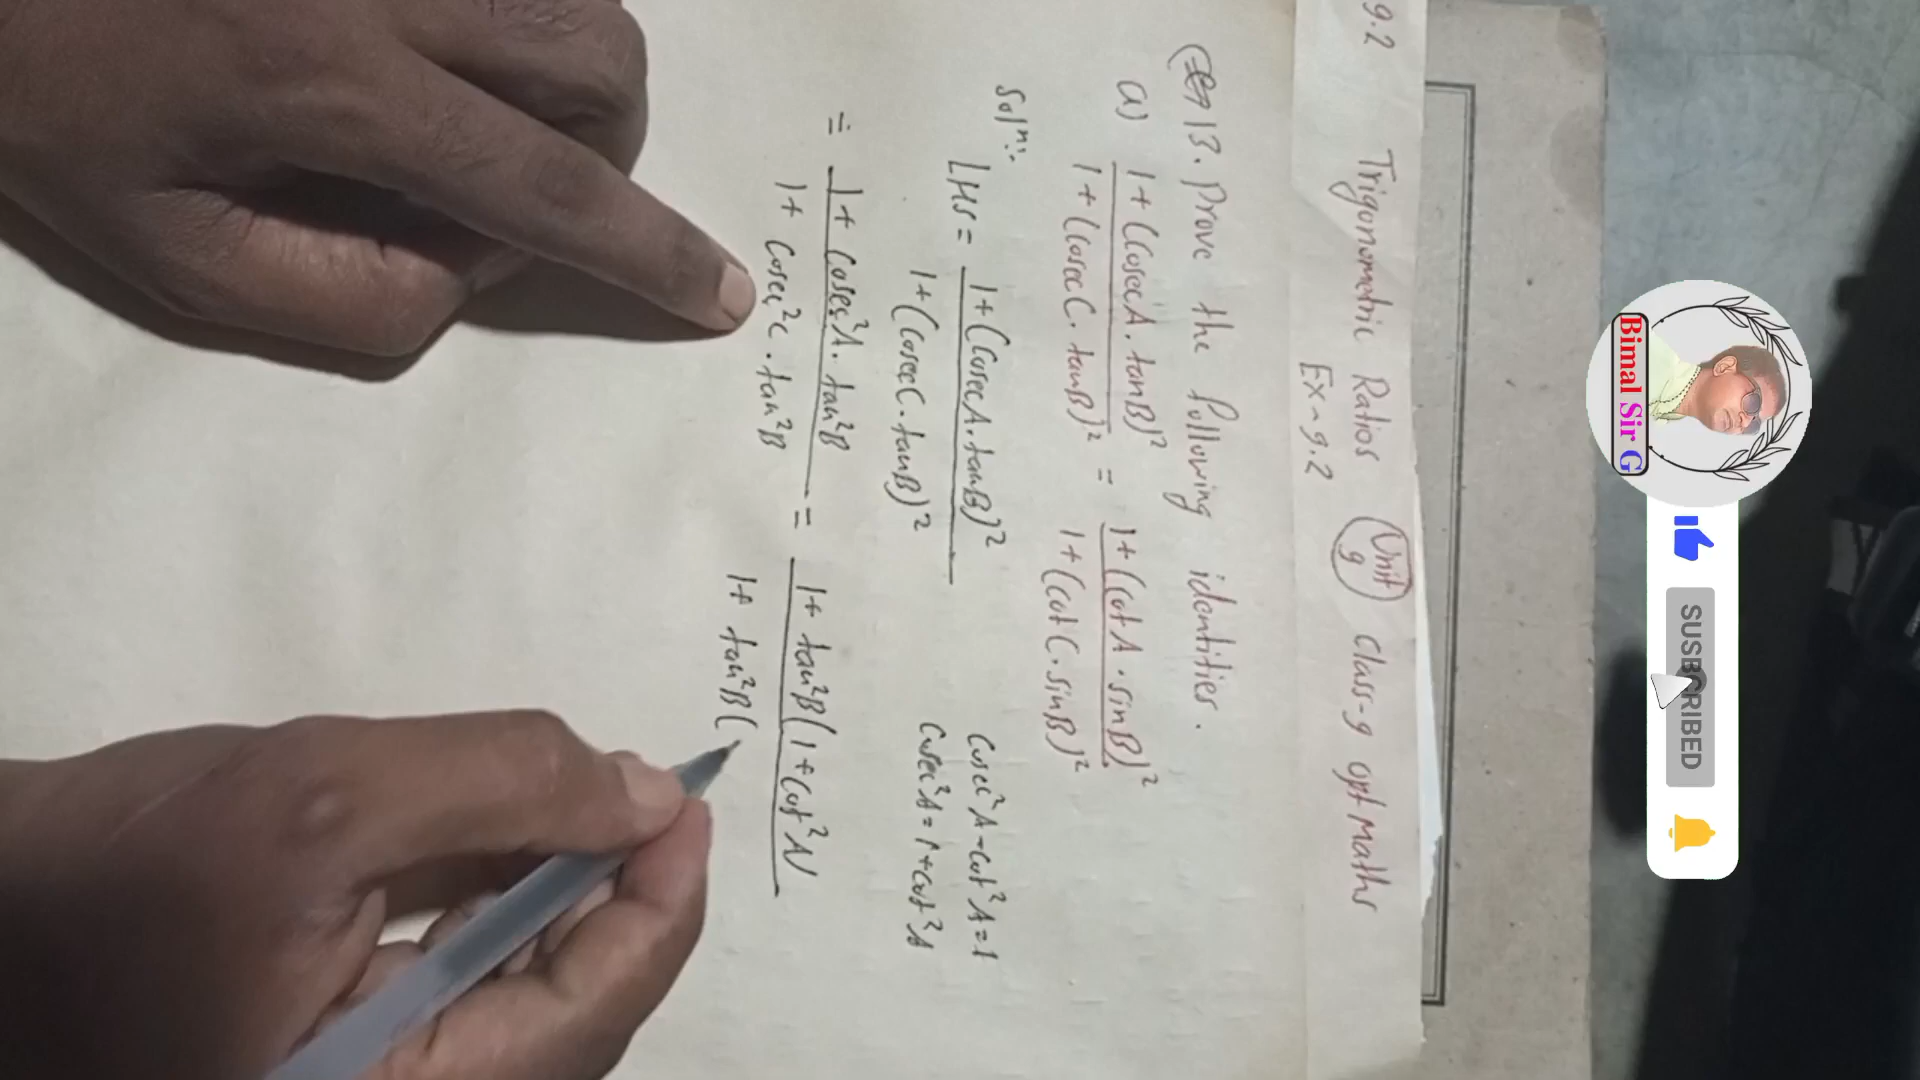 9.2 Trigonometric Ratios Unit 9 class-9 opt Maths
Ex-9.2
13. Prove the following identities.
a) 1+(CosecA.tanB)² / 1+(CosecC.tanB)² = 1+(CotA.sinB)² / 1+(CotC.sinB)²
Solⁿ:
LHS = 1+(CosecA.tanB)² / 1+(CosecC.tanB)²
Cosec²A-Cot²A=1
Cosec²A=1+Cot²A
= 1+ Cosec²A.tan²B / 1+ Cosec²C.tan²B = 1+ tan²B(1+Cot²A) / 1+ tan²B(
Bimal Sir G
SUSBCRIBED